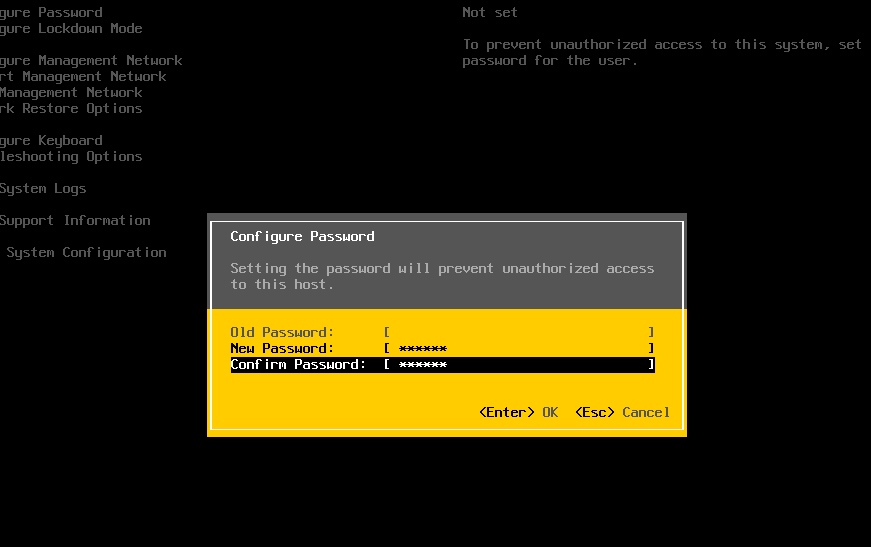 gure Password
gure Lockdown Mode
gure Management Network
rt Management Network
Management Network
rk Restore Options
gure Keyboard
leshooting Options
System Logs
Support Information
System Configuration
Not set
To prevent unauthorized access to this system, set
password for the user.
Configure Password
Setting the password will prevent unauthorized access
to this host.
Old Password: [ ]
New Password: [ ****** ]
Confirm Password: [ ****** ]
<Enter> OK <Esc> Cancel